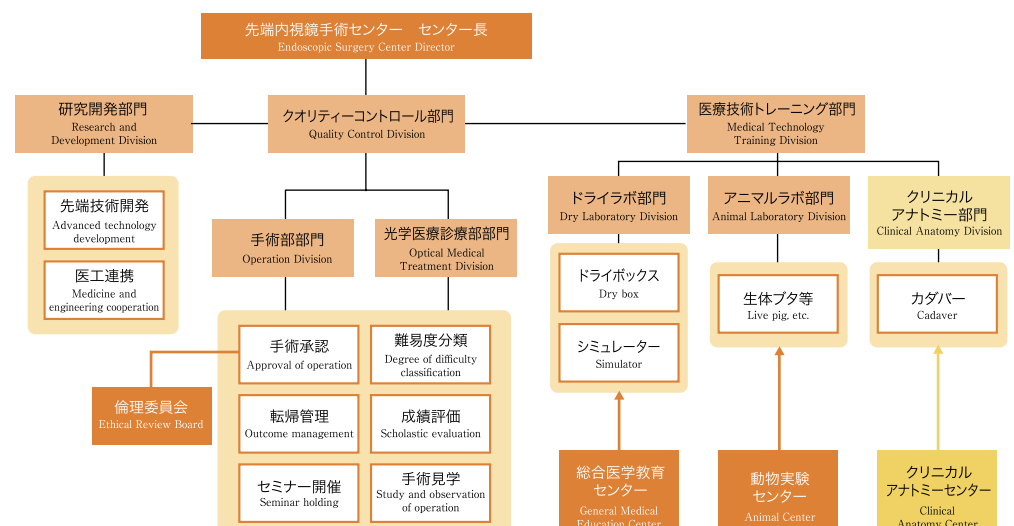 先端内視鏡手術センター　センター長
Endoscopic Surgery Center Director
研究開発部門
Research and
Development Division
クオリティーコントロール部門
Quality Control Division
医療技術トレーニング部門
Medical Technology
Training Division
先端技術開発
Advanced technology
development
医工連携
Medicine and
engineering cooperation
手術部部門
Operation Division
光学医療診療部部門
Optical Medical
Treatment Division
ドライラボ部門
Dry Laboratory Division
アニマルラボ部門
Animal Laboratory Division
クリニカル
アナトミー部門
Clinical Anatomy Division
ドライボックス
Dry box
シミュレーター
Simulator
生体ブタ等
Live pig, etc.
カダバー
Cadaver
手術承認
Approval of operation
難易度分類
Degree of difficulty
classification
倫理委員会
Ethical Review Board
転帰管理
Outcome management
成績評価
Scholastic evaluation
セミナー開催
Seminar holding
手術見学
Study and observation
of operation
総合医学教育
センター
General Medical
Education Center
動物実験
センター
Animal Center
クリニカル
アナトミーセンター
Clinical
Anatomy Center